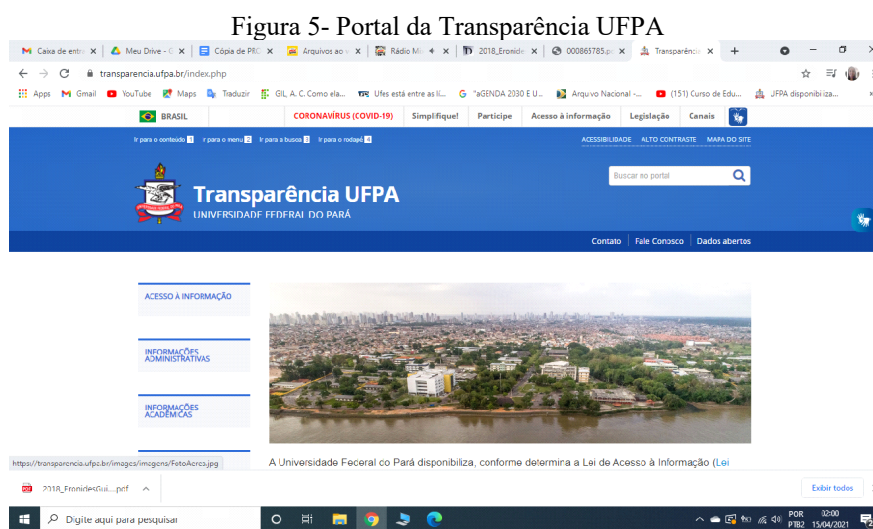 Figura 5- Portal da Transparência UFPA
Caixa de entr Meu Drive - G Cópia de PRO Arquivos ao v Rádio Mi 2018_Eronide 000865785.p Transparênci
transparencia.ufpa.br/index.php
Apps Gmail YouTube Maps Traduzir GIL, A. C. Como ela... Ufes está entre as li... "aGENDA 2030 E U... Arquivo Nacional -... (151) Curso de Edu... UFPA disponibiliza...
BRASIL CORONAVÍRUS (COVID-19) Simplifique! Participe Acesso à informação Legislação Canais
Ir para o conteúdo 1 Ir para o menu 2 Ir para a busca 3 Ir para o rodapé 4 ACESSIBILIDADE ALTO CONTRASTE MAPA DO SITE
Buscar no portal
Transparência UFPA
UNIVERSIDADE FEDERAL DO PARÁ
Contato Fale Conosco Dados abertos
ACESSO À INFORMAÇÃO
INFORMAÇÕES
ADMINISTRATIVAS
INFORMAÇÕES
ACADÊMICAS
https://transparencia.ufpa.br/images/imagens/FotoAerea.jpg
A Universidade Federal do Pará disponibiliza, conforme determina a Lei de Acesso à Informação (Lei
2018_EronidesGui....pdf Exibir todos
Digite aqui para pesquisar
POR 02:00
PTB2 15/04/2021